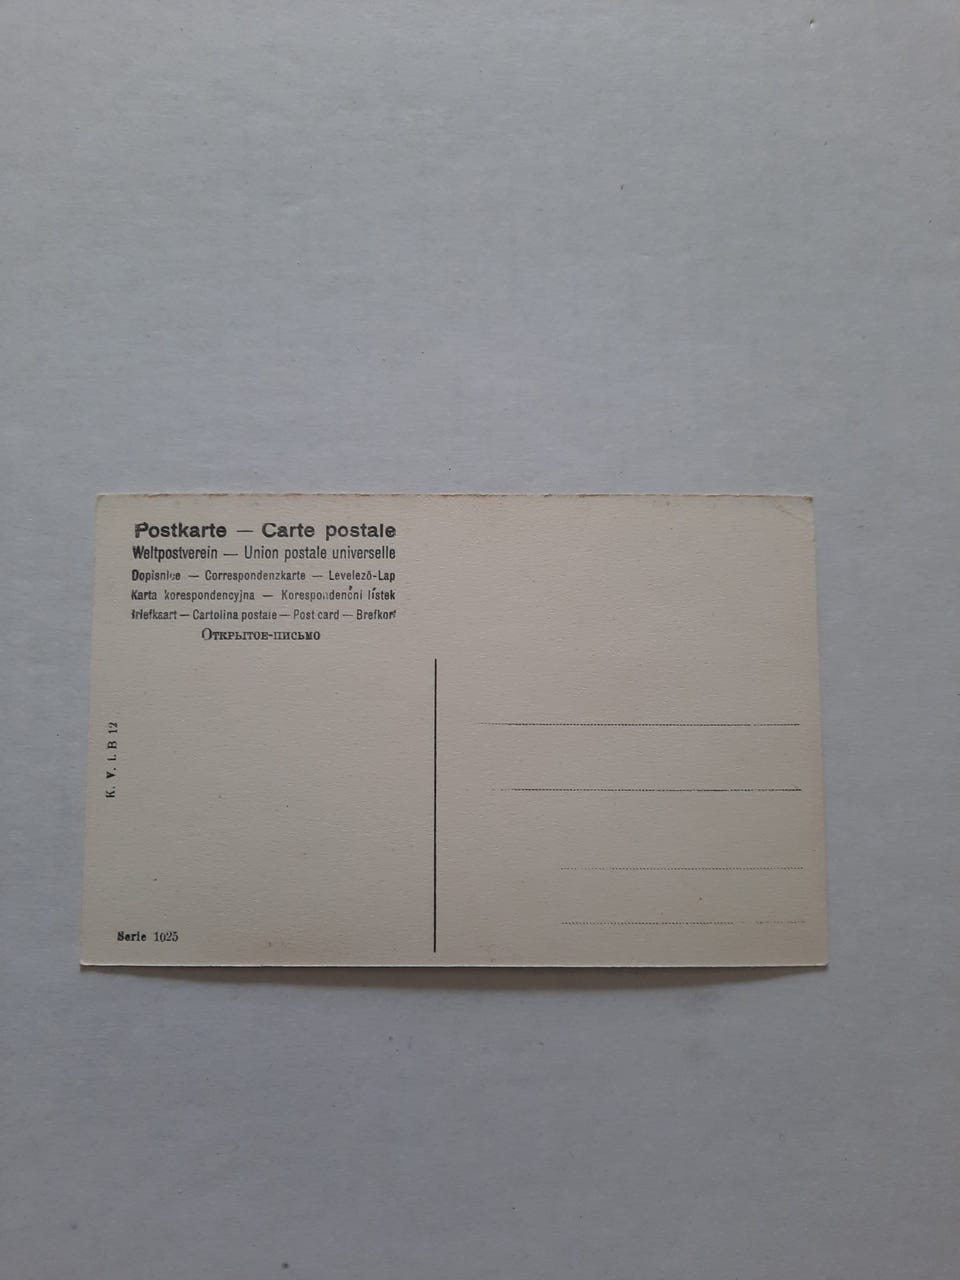 Postkarte — Carte postale
Weltpostverein — Union postale universelle
Dopisnice — Correspondenzkarte — Levelező-Lap
Karta korespondencyjna — Korespondenční lístek
Briefkaart — Cartolina postale — Post card — Brefkort
Открытое-письмо
K. V. i. B 12
Serie 1025